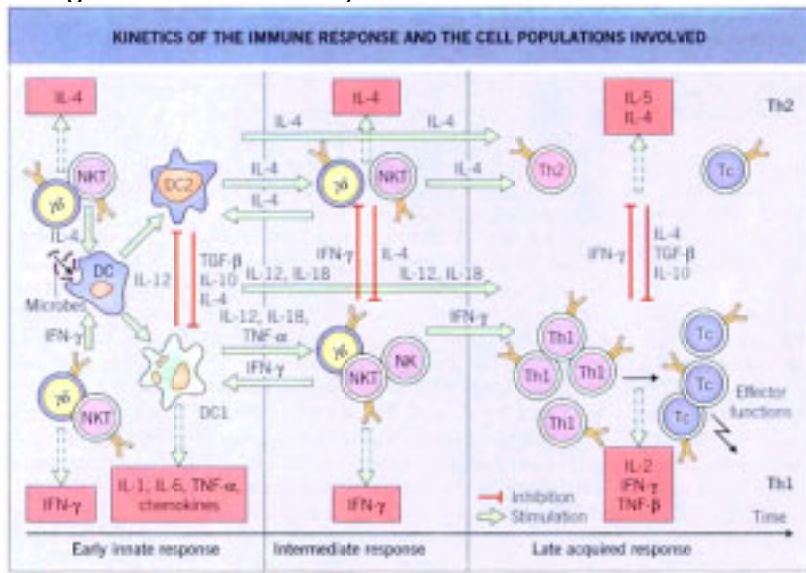 KINETICS OF THE IMMUNE RESPONSE AND THE CELL POPULATIONS INVOLVED
IL-4
IL-4
IL-5
IL-4
Th2
IL-4
IL-4
γδ
NKT
DC2
IL-4
γδ
NKT
IL-4
Th2
Tc
IL-4
IL-4
DC
Microbes
IL-12
TGF-β
IL-10
IL-4
IFN-γ
IL-4
IFN-γ
IL-4
TGF-β
IL-10
IL-12, IL-18
IL-12, IL-18
IFN-γ
IL-12, IL-18,
TNF-α
IFN-γ
γδ
NKT
DC1
IFN-γ
γδ
NKT
NK
Th1
Th1
Th1
Th1
Tc
Tc
Tc
Effector
functions
IFN-γ
IL-1, IL-6, TNF-α,
chemokines
IFN-γ
Inhibition
Stimulation
IL-2
IFN-γ
TNF-β
Th1
Time
Early innate response
Intermediate response
Late acquired response